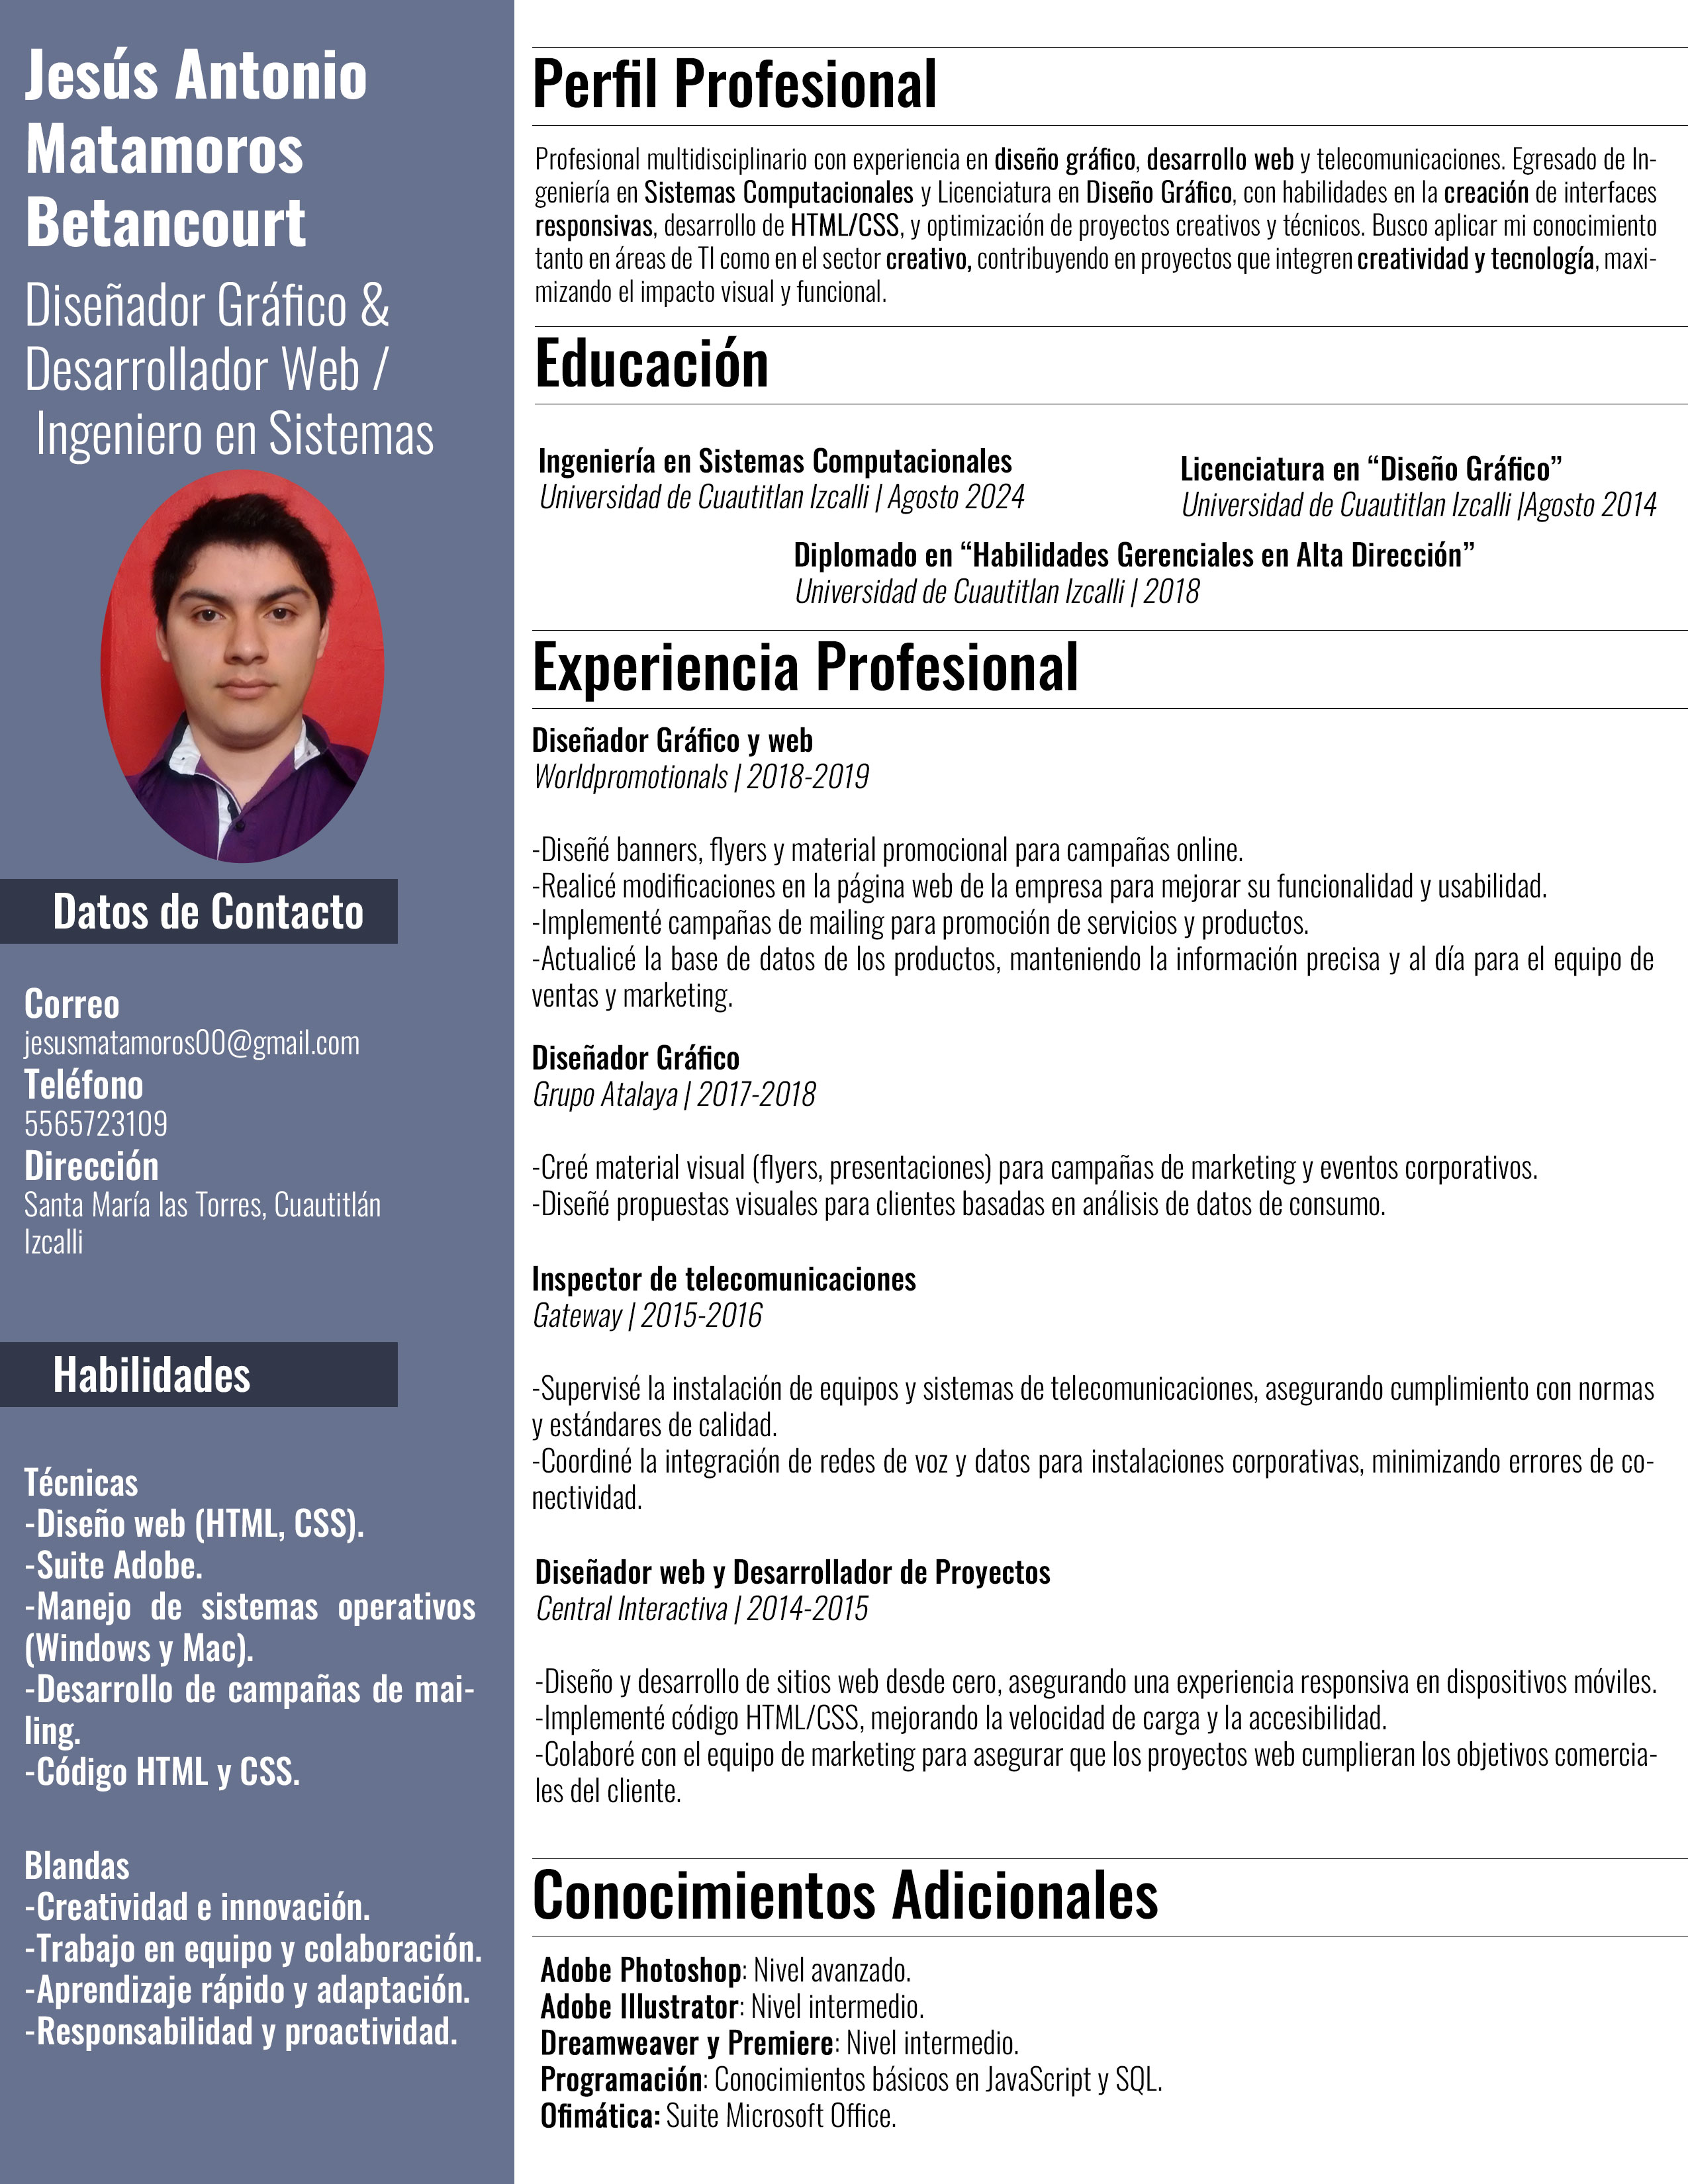 Jesús Antonio
Matamoros
Betancourt
Diseñador Gráfico &
Desarrollador Web /
Ingeniero en Sistemas
Datos de Contacto
Correo
jesusmatamoros00@gmail.com
Teléfono
5565723109
Dirección
Santa María las Torres, Cuautitlán
Izcalli
Habilidades
Técnicas
-Diseño web (HTML, CSS).
-Suite Adobe.
-Manejo de sistemas operativos
(Windows y Mac).
-Desarrollo de campañas de mai-
ling.
-Código HTML y CSS.
Blandas
-Creatividad e innovación.
-Trabajo en equipo y colaboración.
-Aprendizaje rápido y adaptación.
-Responsabilidad y proactividad.
Perfil Profesional
Profesional multidisciplinario con experiencia en diseño gráfico, desarrollo web y telecomunicaciones. Egresado de In-
geniería en Sistemas Computacionales y Licenciatura en Diseño Gráfico, con habilidades en la creación de interfaces
responsivas, desarrollo de HTML/CSS, y optimización de proyectos creativos y técnicos. Busco aplicar mi conocimiento
tanto en áreas de TI como en el sector creativo, contribuyendo en proyectos que integren creatividad y tecnología, maxi-
mizando el impacto visual y funcional.
Educación
Ingeniería en Sistemas Computacionales
Universidad de Cuautitlan Izcalli | Agosto 2024
Licenciatura en “Diseño Gráfico”
Universidad de Cuautitlan Izcalli |Agosto 2014
Diplomado en “Habilidades Gerenciales en Alta Dirección”
Universidad de Cuautitlan Izcalli | 2018
Experiencia Profesional
Diseñador Gráfico y web
Worldpromotionals | 2018-2019
-Diseñé banners, flyers y material promocional para campañas online.
-Realicé modificaciones en la página web de la empresa para mejorar su funcionalidad y usabilidad.
-Implementé campañas de mailing para promoción de servicios y productos.
-Actualicé la base de datos de los productos, manteniendo la información precisa y al día para el equipo de
ventas y marketing.
Diseñador Gráfico
Grupo Atalaya | 2017-2018
-Creé material visual (flyers, presentaciones) para campañas de marketing y eventos corporativos.
-Diseñé propuestas visuales para clientes basadas en análisis de datos de consumo.
Inspector de telecomunicaciones
Gateway | 2015-2016
-Supervisé la instalación de equipos y sistemas de telecomunicaciones, asegurando cumplimiento con normas
y estándares de calidad.
-Coordiné la integración de redes de voz y datos para instalaciones corporativas, minimizando errores de co-
nectividad.
Diseñador web y Desarrollador de Proyectos
Central Interactiva | 2014-2015
-Diseño y desarrollo de sitios web desde cero, asegurando una experiencia responsiva en dispositivos móviles.
-Implementé código HTML/CSS, mejorando la velocidad de carga y la accesibilidad.
-Colaboré con el equipo de marketing para asegurar que los proyectos web cumplieran los objetivos comercia-
les del cliente.
Conocimientos Adicionales
Adobe Photoshop: Nivel avanzado.
Adobe Illustrator: Nivel intermedio.
Dreamweaver y Premiere: Nivel intermedio.
Programación: Conocimientos básicos en JavaScript y SQL.
Ofimática: Suite Microsoft Office.